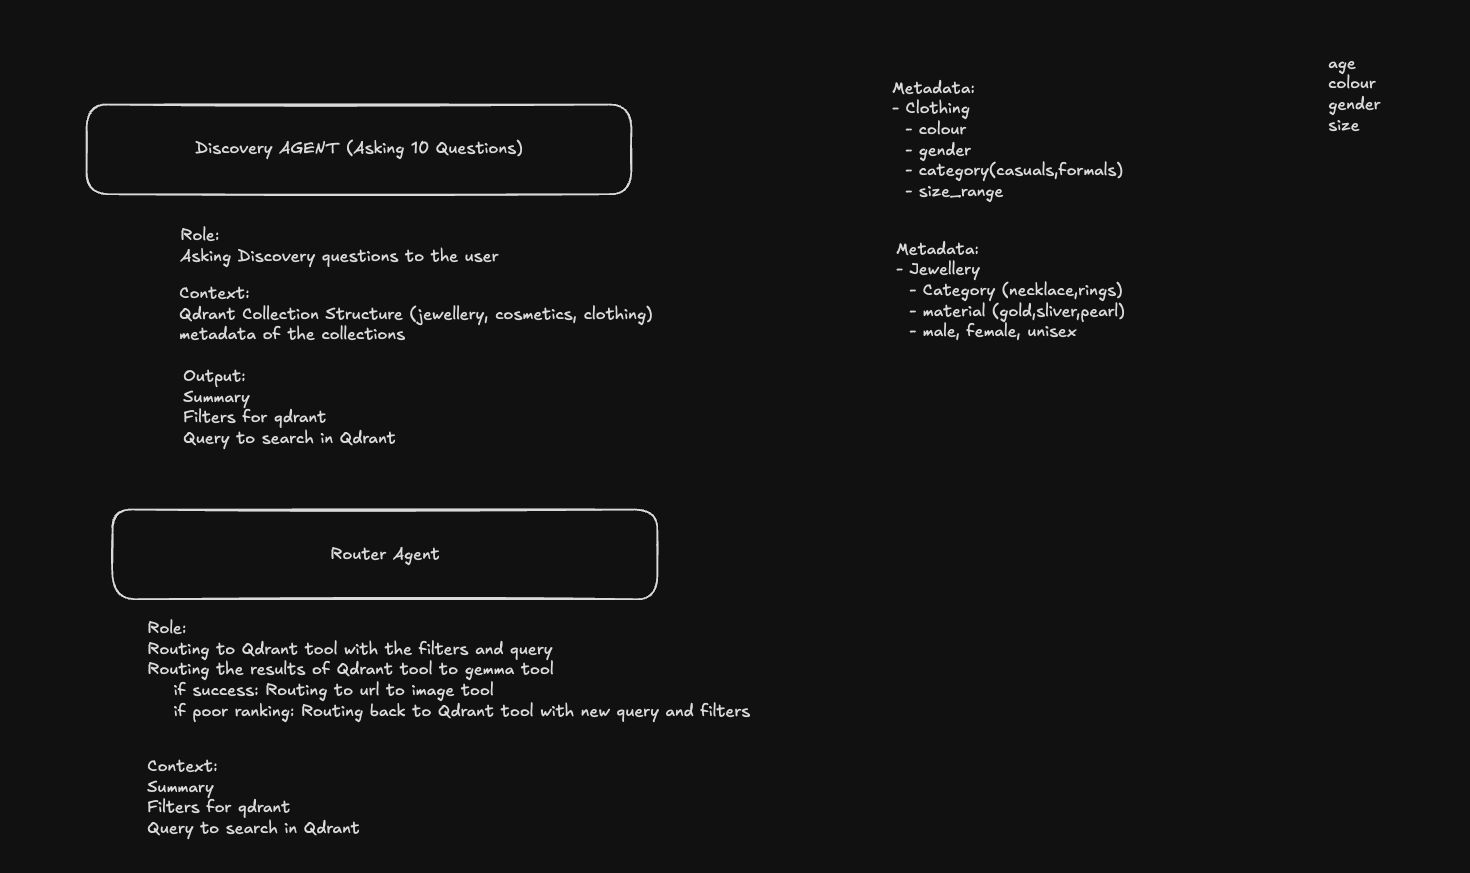 Discovery AGENT (Asking 10 Questions)
Role:
Asking Discovery questions to the user
Context:
Qdrant Collection Structure (jewellery, cosmetics, clothing)
metadata of the collections
Output:
Summary
Filters for qdrant
Query to search in Qdrant
Router Agent
Role:
Routing to Qdrant tool with the filters and query
Routing the results of Qdrant tool to gemma tool
if success: Routing to url to image tool
if poor ranking: Routing back to Qdrant tool with new query and filters
Context:
Summary
Filters for qdrant
Query to search in Qdrant
Metadata:
- Clothing
- colour
- gender
- category(casuals,formals)
- size_range
Metadata:
- Jewellery
- Category (necklace,rings)
- material (gold,sliver,pearl)
- male, female, unisex
age
colour
gender
size